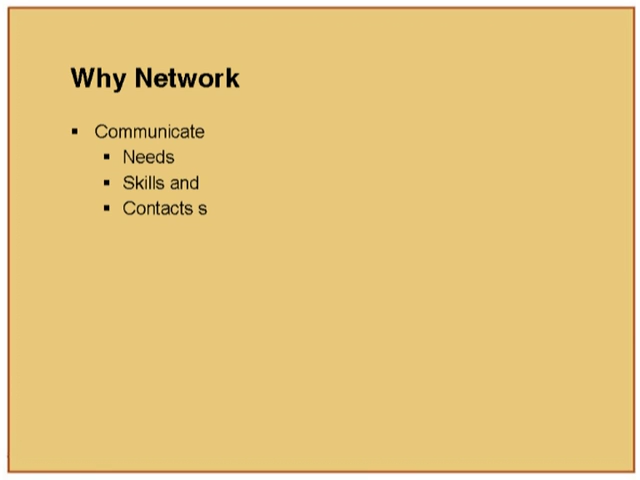 Why Network
▪ Communicate
▪ Needs
▪ Skills and
▪ Contacts s